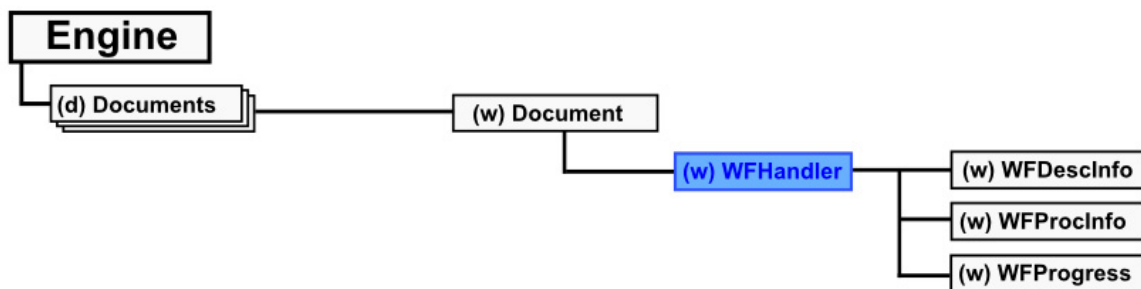 Engine
(d) Documents
(w) Document
(w) WFHandler
(w) WFDescInfo
(w) WFProcInfo
(w) WFProgress